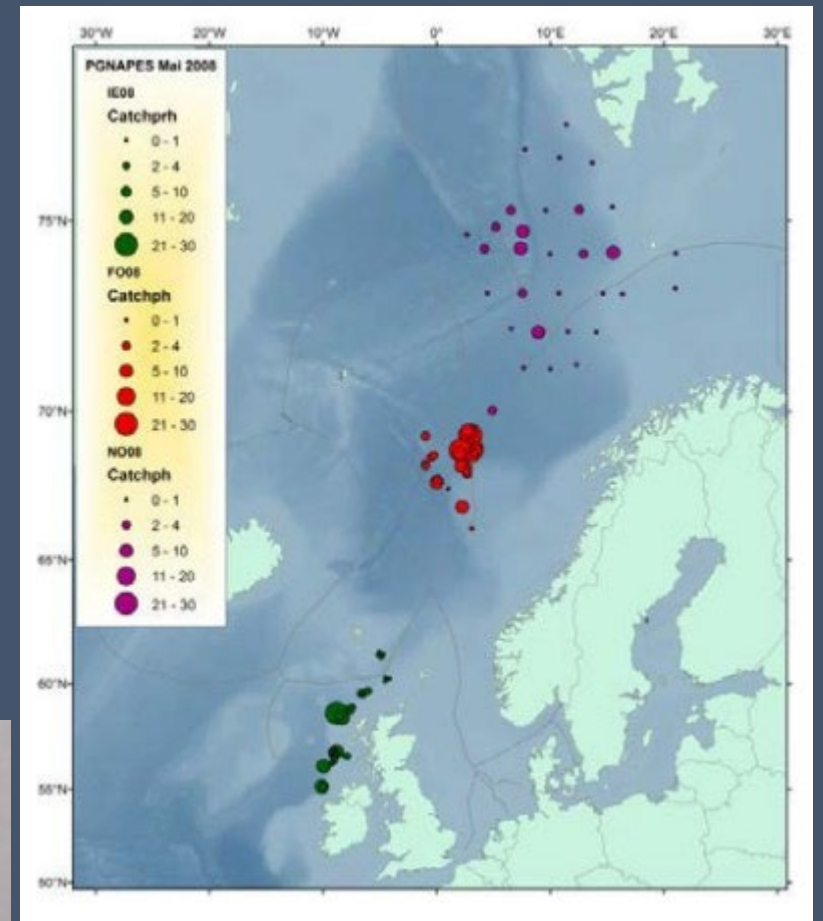 30°W 20°W 10°W 0° 10°E 20°E 30°E
PGNAPES Mai 2008
IE08
Catchprh
0 - 1
2 - 4
5 - 10
11 - 20
21 - 30
FO08
Catchph
0 - 1
2 - 4
5 - 10
11 - 20
21 - 30
NO08
Catchph
0 - 1
2 - 4
5 - 10
11 - 20
21 - 30
75°N
70°N
65°N
60°N
55°N
50°N